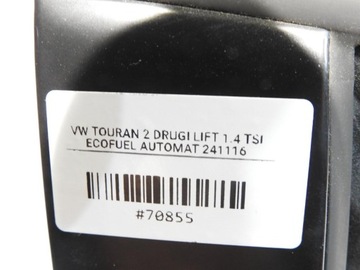 VW TOURAN 2 DRUGI LIFT 1.4 TSI
ECOFUEL AUTOMAT 241116
#70855